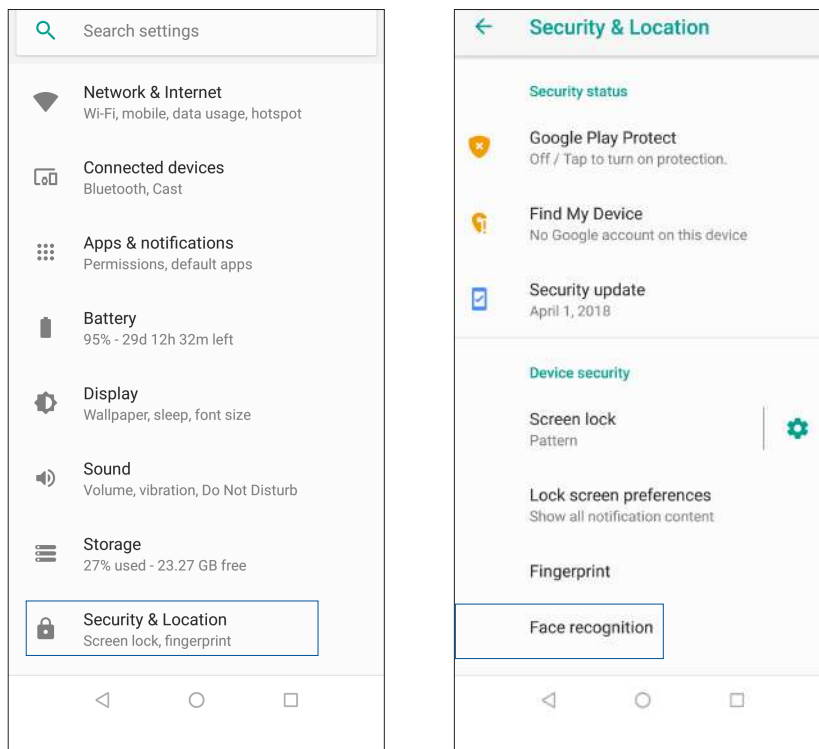 Search settings
Network & Internet
Wi-Fi, mobile, data usage, hotspot
Connected devices
Bluetooth, Cast
Apps & notifications
Permissions, default apps
Battery
95% - 29d 12h 32m left
Display
Wallpaper, sleep, font size
Sound
Volume, vibration, Do Not Disturb
Storage
27% used - 23.27 GB free
Security & Location
Screen lock, fingerprint
Security & Location
Security status
Google Play Protect
Off / Tap to turn on protection.
Find My Device
No Google account on this device
Security update
April 1, 2018
Device security
Screen lock
Pattern
Lock screen preferences
Show all notification content
Fingerprint
Face recognition